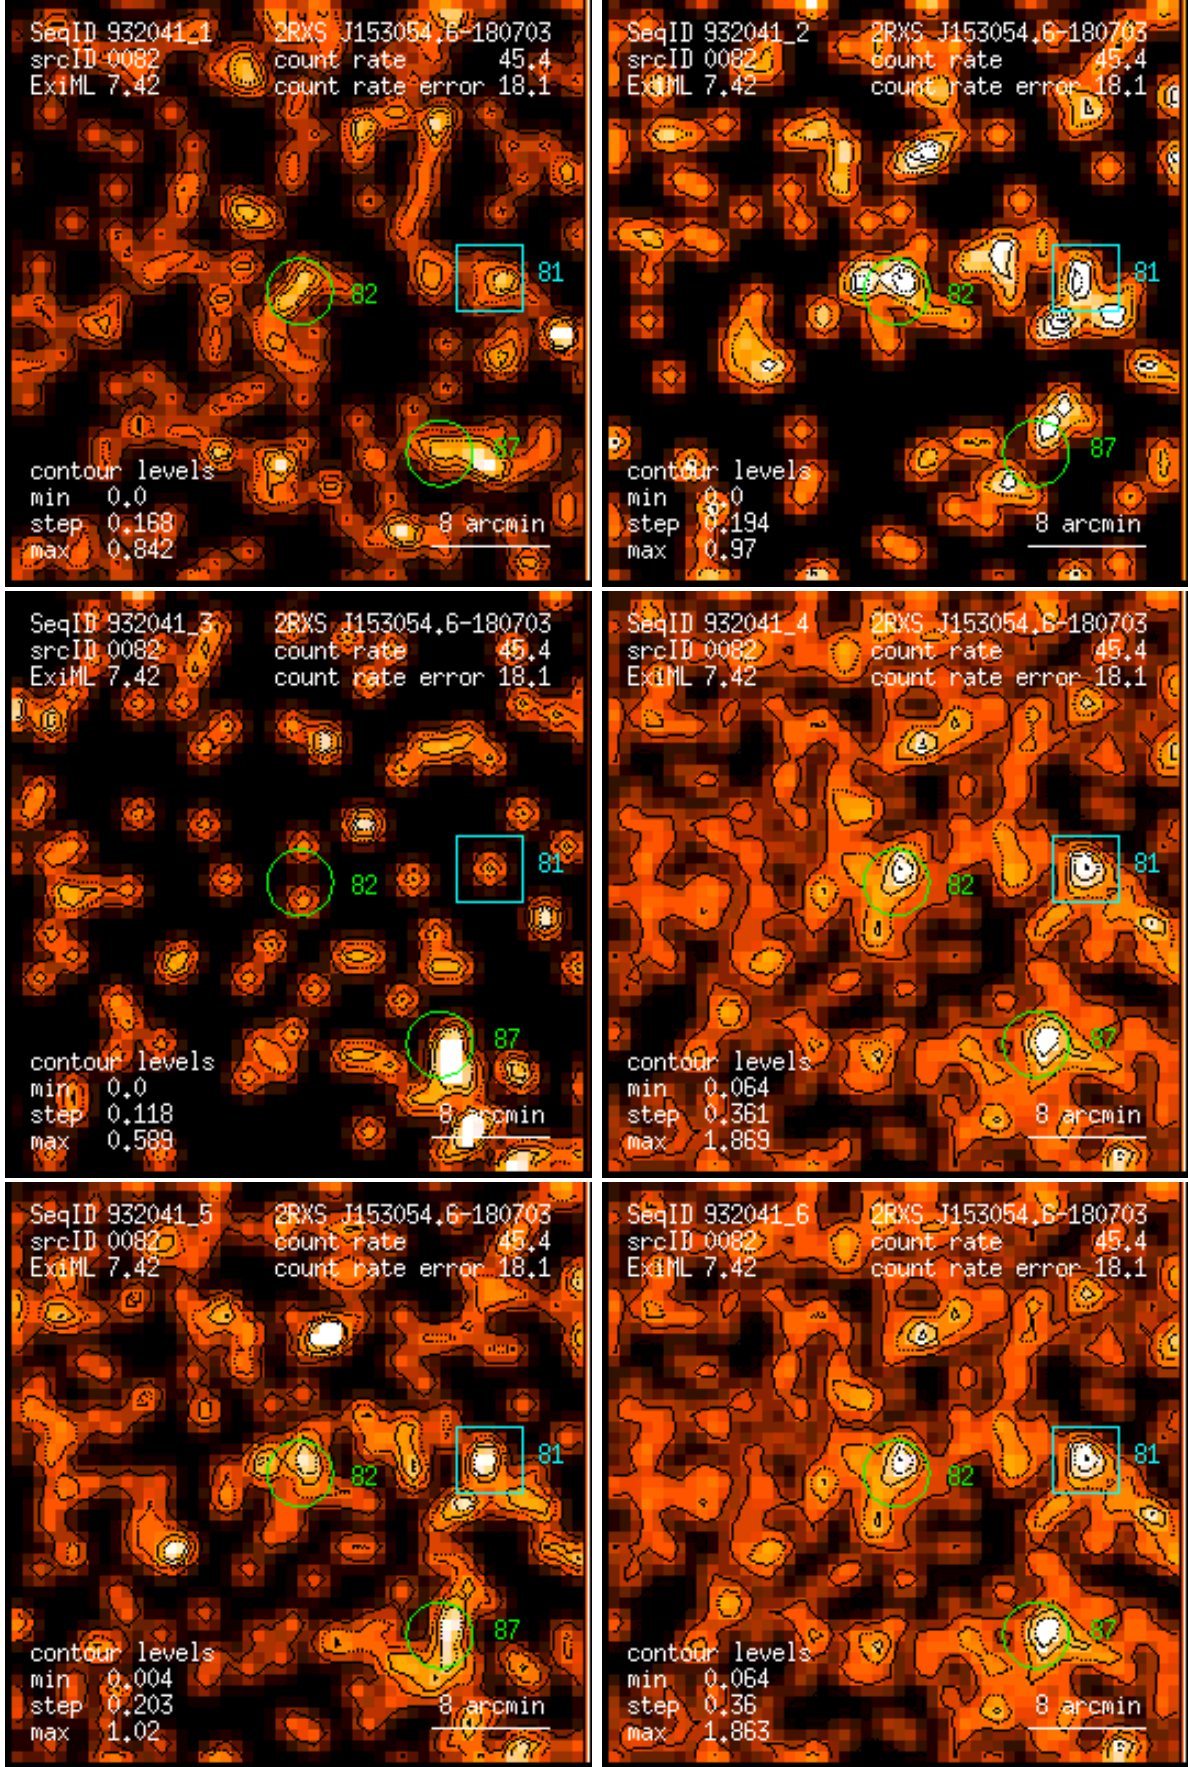 SeqID 932041_1 2RXS J153054.6-180703
srcID 0082 count rate 45.4
ExiML 7.42 count rate error 18.1
81
82
87
contour levels
min 0.0
step 0.168 8 arcmin
max 0.842
SeqID 932041_2 2RXS J153054.6-180703
srcID 0082 count rate 45.4
ExiML 7.42 count rate error 18.1
81
82
87
contour levels
min 0.0
step 0.194 8 arcmin
max 0.97
SeqID 932041_3 2RXS J153054.6-180703
srcID 0082 count rate 45.4
ExiML 7.42 count rate error 18.1
81
82
87
contour levels
min 0.0
step 0.118 8 arcmin
max 0.589
SeqID 932041_4 2RXS J153054.6-180703
srcID 0082 count rate 45.4
ExiML 7.42 count rate error 18.1
81
82
87
contour levels
min 0.064
step 0.361 8 arcmin
max 1.869
SeqID 932041_5 2RXS J153054.6-180703
srcID 0082 count rate 45.4
ExiML 7.42 count rate error 18.1
81
82
87
contour levels
min 0.004
step 0.203 8 arcmin
max 1.02
SeqID 932041_6 2RXS J153054.6-180703
srcID 0082 count rate 45.4
ExiML 7.42 count rate error 18.1
81
82
87
contour levels
min 0.064
step 0.36 8 arcmin
max 1.863